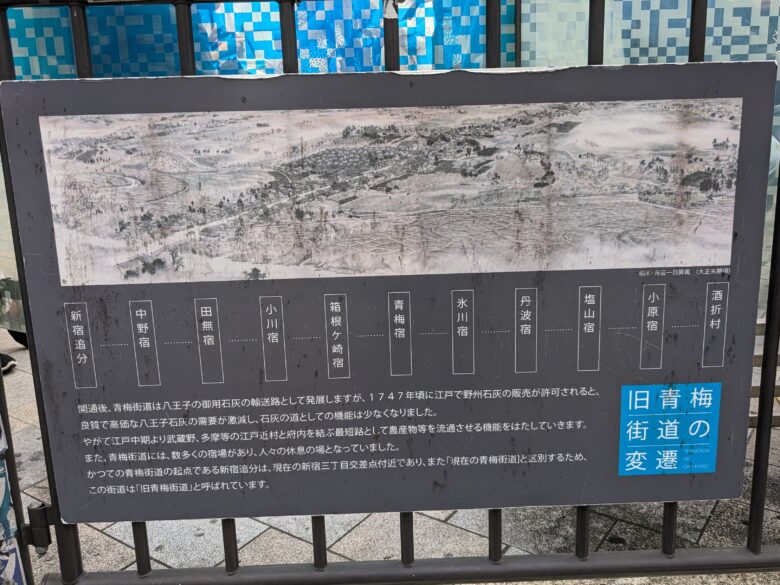 新宿追分
中野宿
田無宿
小川宿
箱根ケ崎宿
青梅宿
氷川宿
丹波宿
塩山宿
小原宿
酒折村
開通後、青梅街道は八王子の御用石灰の輸送路として発展しますが、1747年頃に江戸で野州石灰の販売が許可されると、
良質で高価な八王子石灰の需要が激減し、石灰の道としての機能は少なくなりました。
やがて江戸中期より武蔵野、多摩等の江戸近村と府内を結ぶ最短路として農産物等を流通させる機能をはたしていきます。
また、青梅街道には、数多くの宿場があり、人々の休息の場となっていました。
かつての青梅街道の起点である新宿追分は、現在の新宿三丁目交差点付近であり、また「現在の青梅街道」と区別するため、
この街道は「旧青梅街道」と呼ばれています。
旧青梅
街道の
変遷
TRANSITION
OF